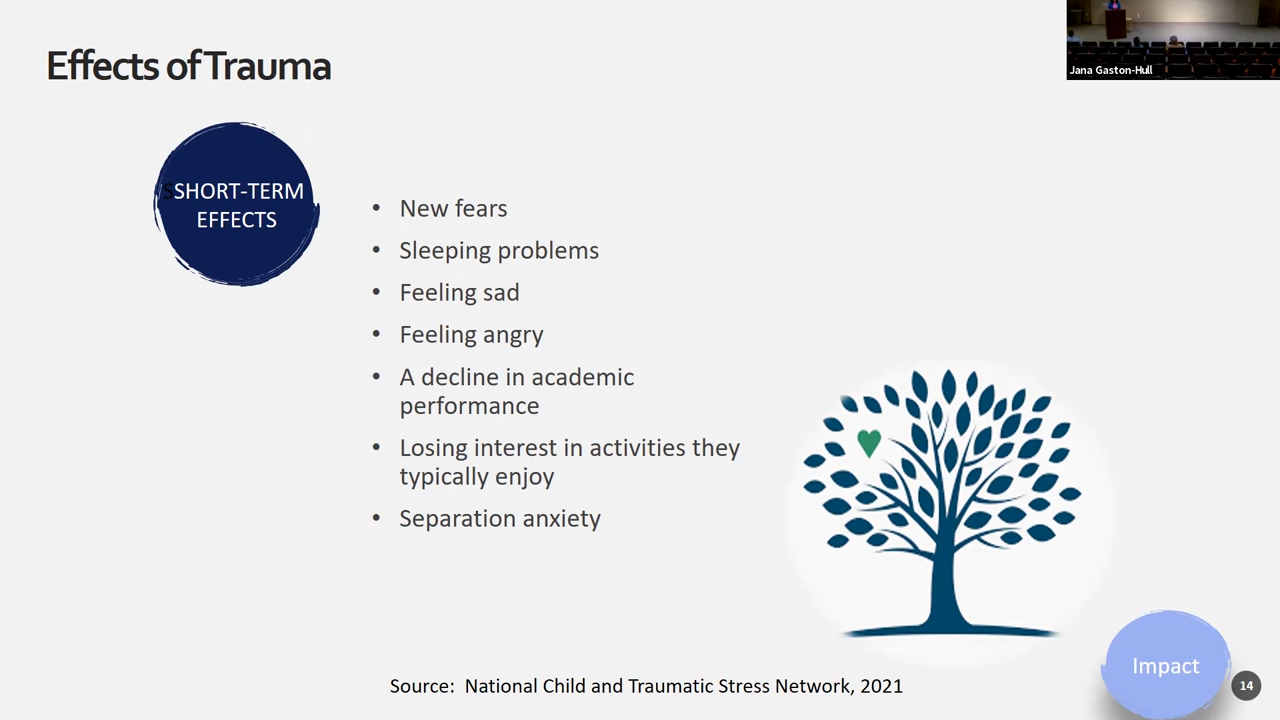 Effects of Trauma
Jana Gaston-Hull
SSHORT-TERM
EFFECTS
• New fears
• Sleeping problems
• Feeling sad
• Feeling angry
• A decline in academic
performance
• Losing interest in activities they
typically enjoy
• Separation anxiety
Impact
14
Source:  National Child and Traumatic Stress Network, 2021